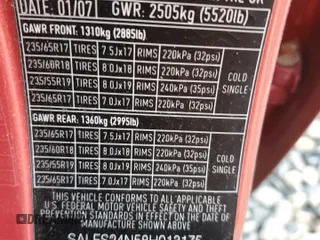 DATE: 01/07 GWR: 2505kg (5520lb)
GAWR FRONT: 1310kg (2885lb)
235/65R17 TIRES 7.5Jx17 RIMS 220kPa (32psi)
235/60R18 TIRES 8.0Jx18 RIMS 220kPa (32psi) COLD
235/55R19 TIRES 8.0Jx19 RIMS 240kPa (35psi) SINGLE
235/65R17 TIRES 7.0Jx17 RIMS 220kPa (32psi)
GAWR REAR: 1360kg (2995lb)
235/65R17 TIRES 7.5Jx17 RIMS 220kPa (32psi)
235/60R18 TIRES 8.0Jx18 RIMS 220kPa (32psi) COLD
235/55R19 TIRES 8.0Jx19 RIMS 240kPa (35psi) SINGLE
235/65R17 TIRES 7.0Jx17 RIMS 220kPa (32psi)
THIS VEHICLE CONFORMS TO ALL APPLICABLE
FEDERAL MOTOR VEHICLE SAFETY AND THEFT
PREVENTION STANDARDS IN EFFECT ON THE DATE
OF MANUFACTURE SHOWN ABOVE